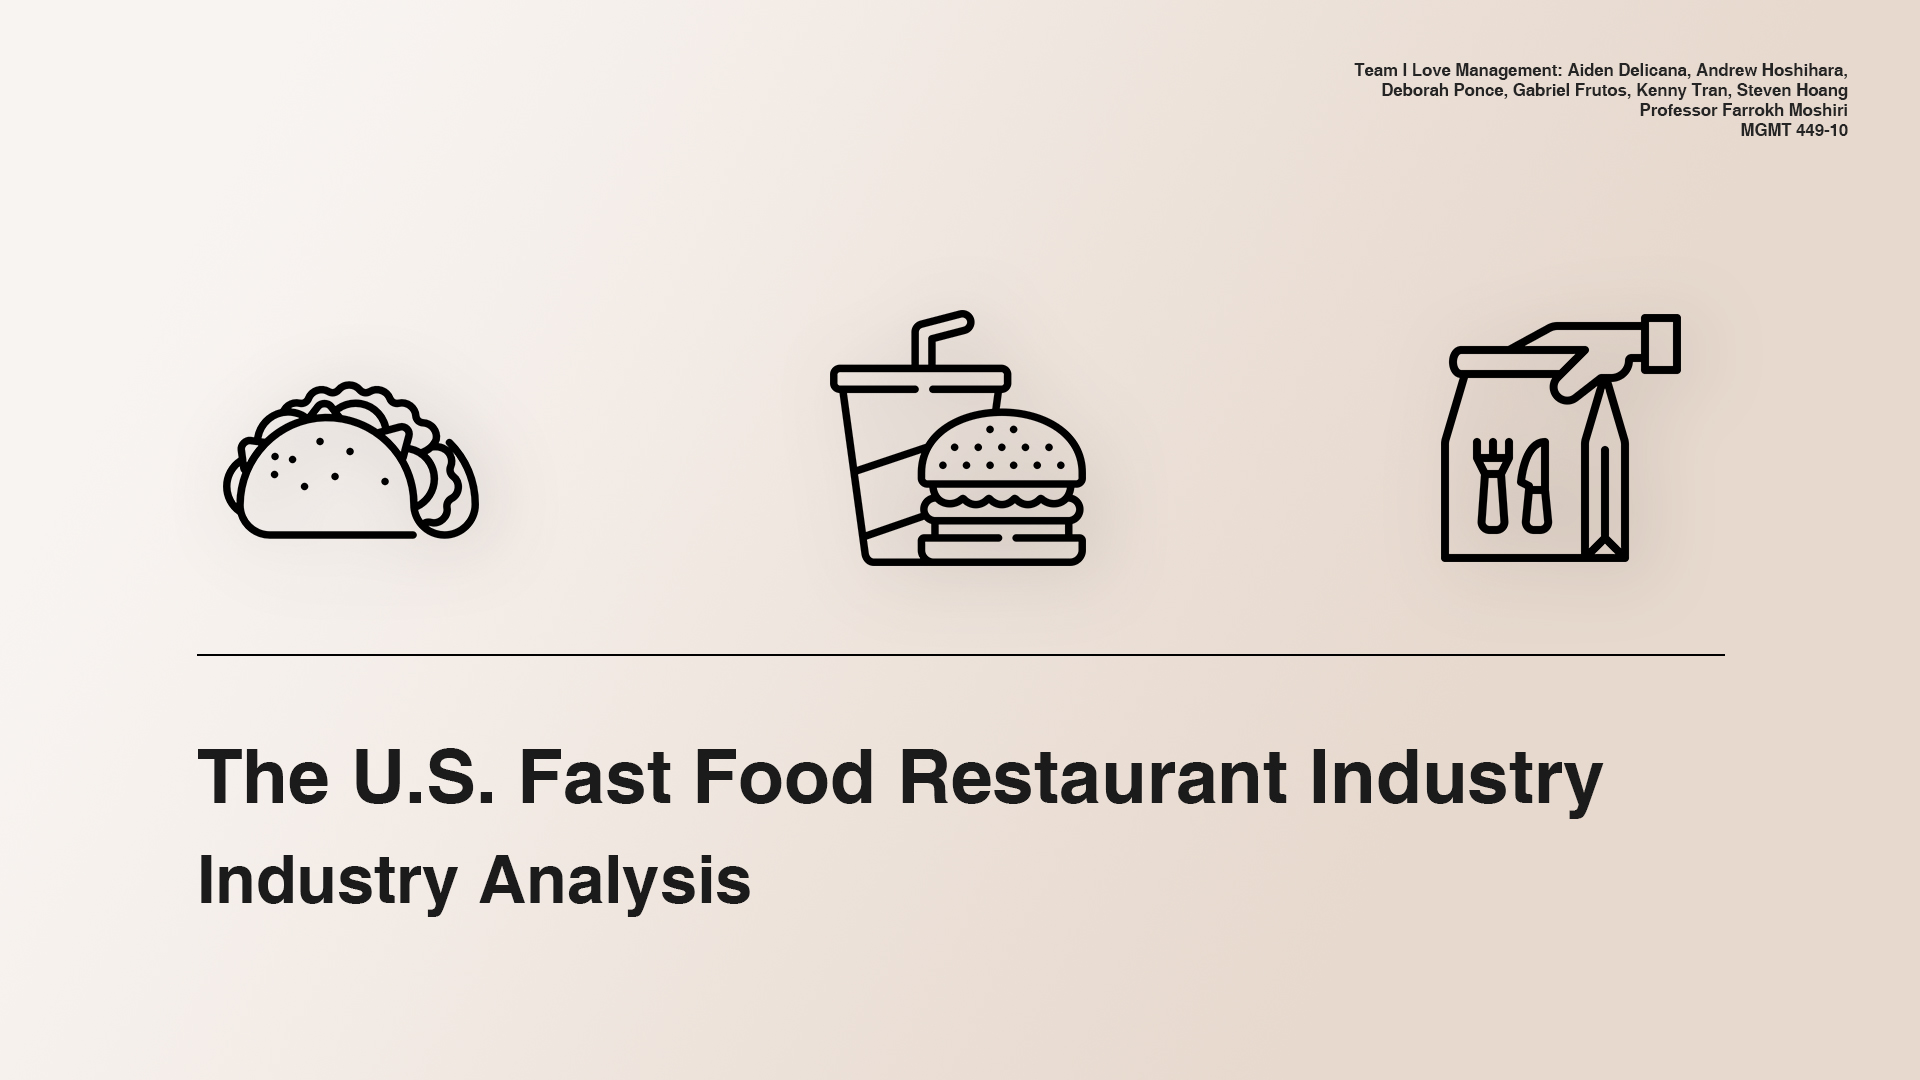 Team I Love Management: Aiden Delicana, Andrew Hoshihara,
Deborah Ponce, Gabriel Frutos, Kenny Tran, Steven Hoang
Professor Farrokh Moshiri
MGMT 449-10
The U.S. Fast Food Restaurant Industry
Industry Analysis